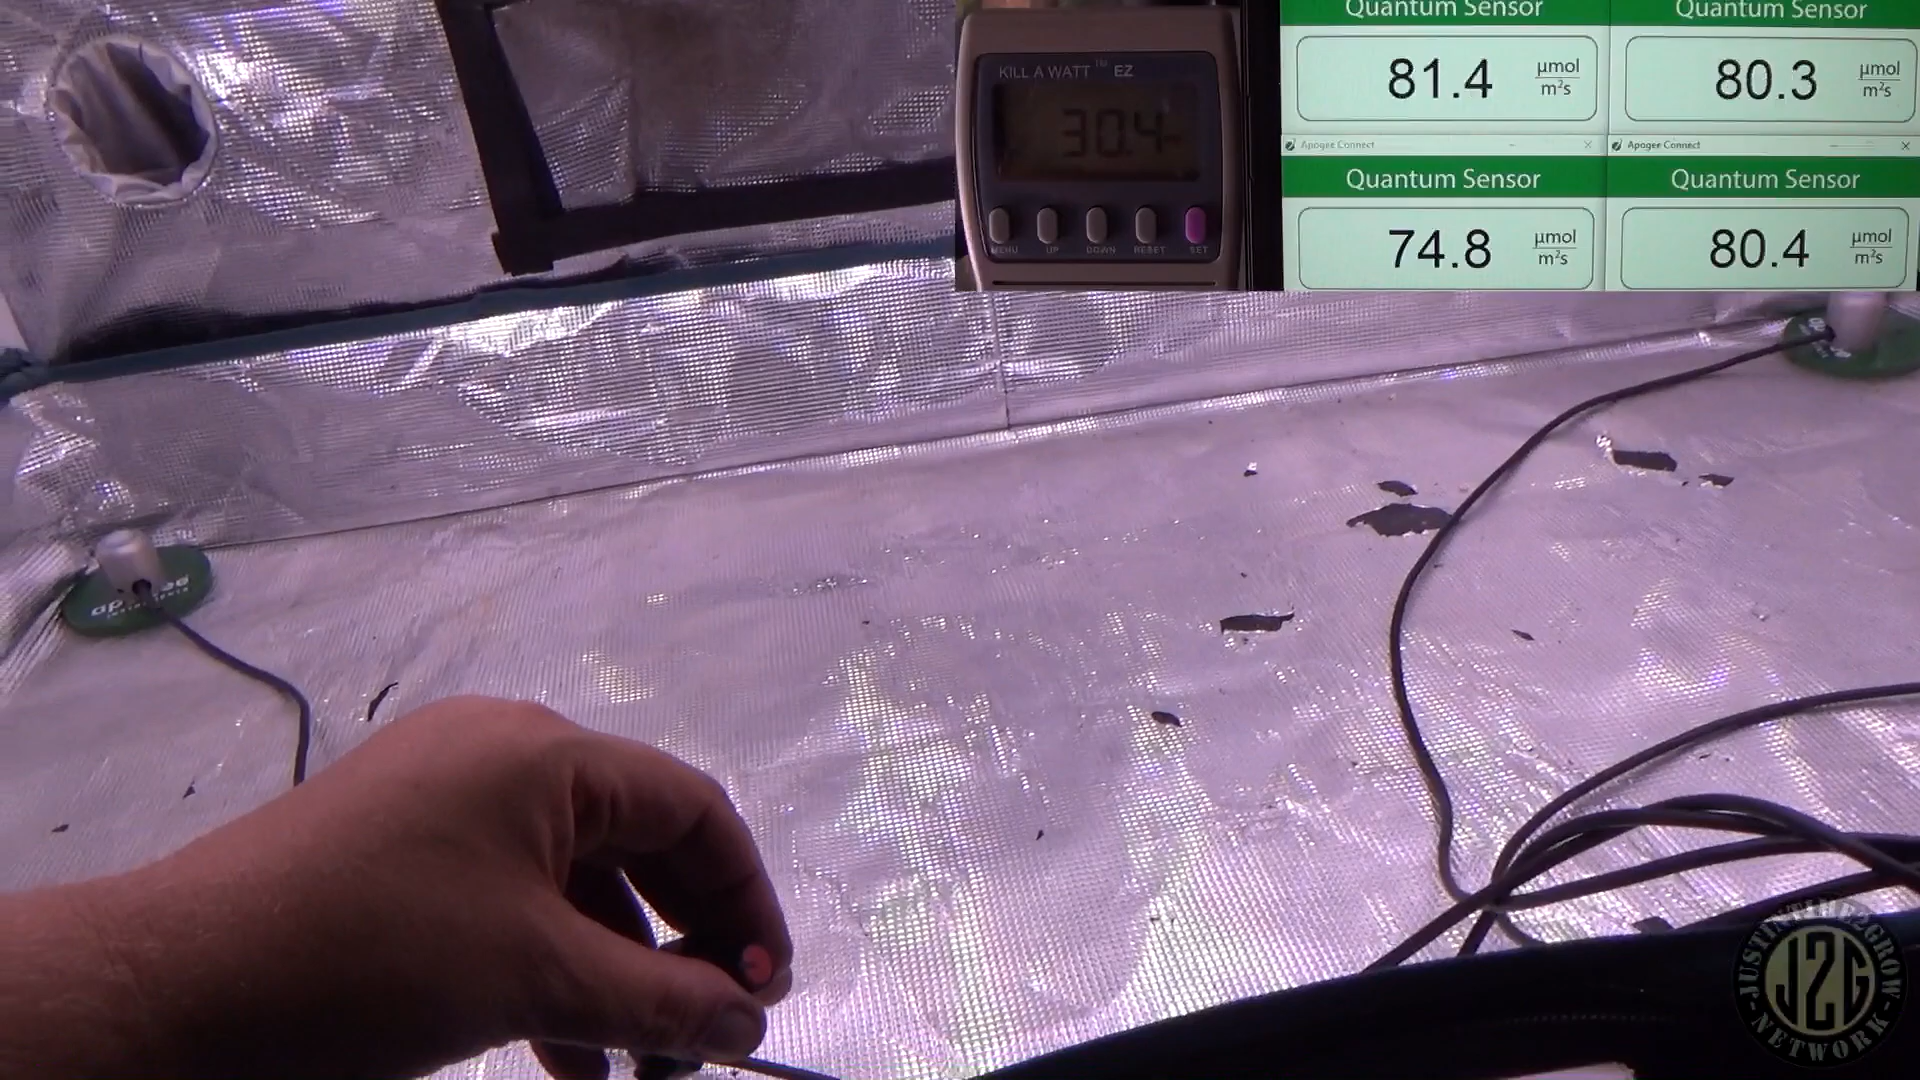 KILL A WATT™ EZ
30.4
MENU UP DOWN RESET SET
Quantum Sensor
81.4 µmol m²s
Quantum Sensor
80.3 µmol m²s
Apogee Connect
Quantum Sensor
74.8 µmol m²s
Apogee Connect
Quantum Sensor
80.4 µmol m²s
JUSTINTIME2GROW
J2G
NETWORK